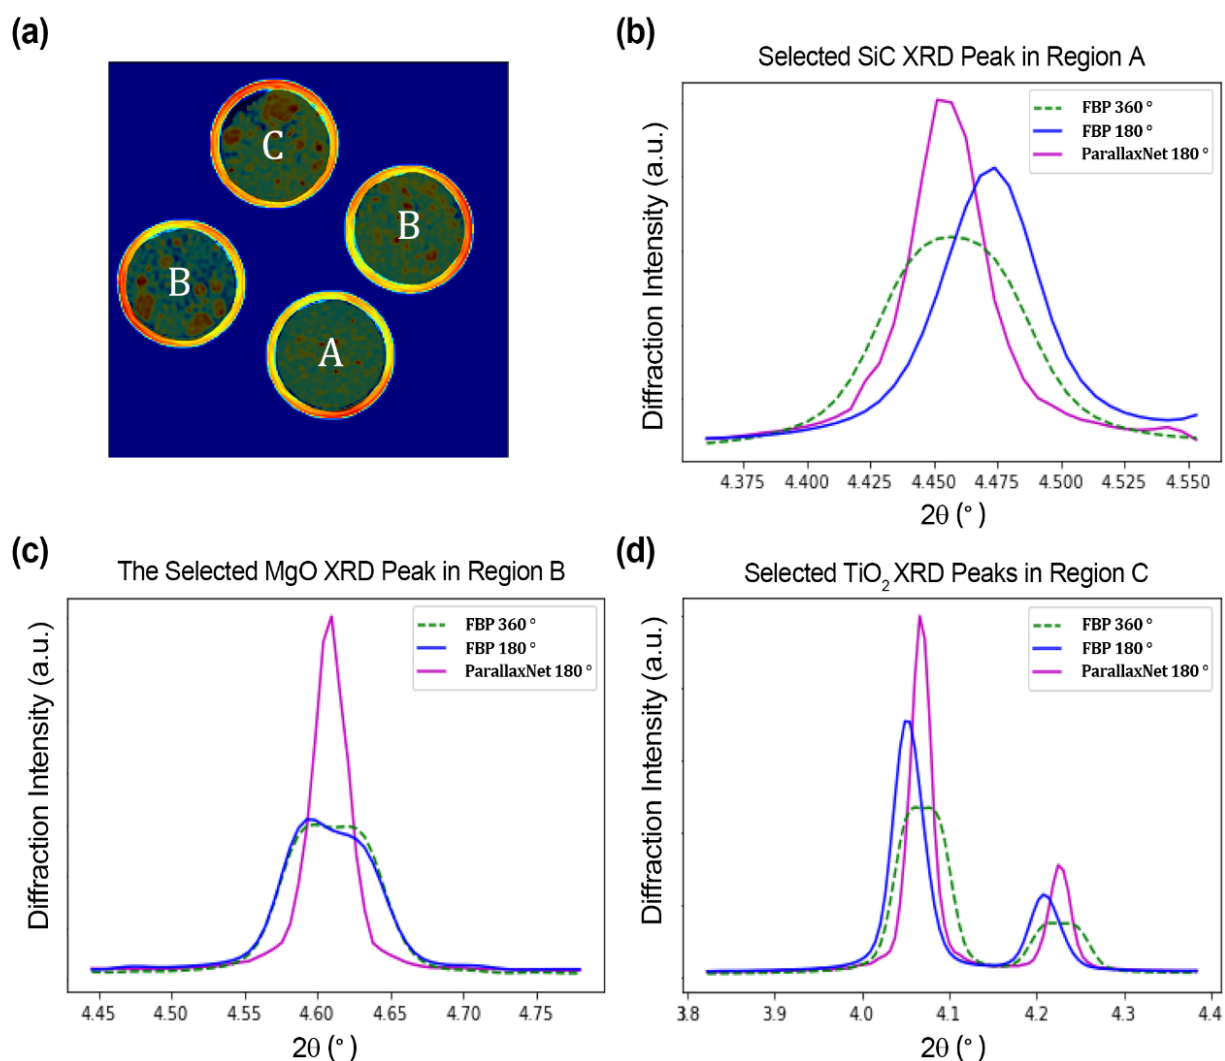 (a)
C
B
B
A
(b)
Selected SiC XRD Peak in Region A
Diffraction Intensity (a.u.)
FBP 360 °
FBP 180 °
ParallaxNet 180 °
4.375 4.400 4.425 4.450 4.475 4.500 4.525 4.550
2θ (°)
(c)
The Selected MgO XRD Peak in Region B
Diffraction Intensity (a.u.)
FBP 360 °
FBP 180 °
ParallaxNet 180 °
4.45 4.50 4.55 4.60 4.65 4.70 4.75
2θ (°)
(d)
Selected TiO₂ XRD Peaks in Region C
Diffraction Intensity (a.u.)
FBP 360 °
FBP 180 °
ParallaxNet 180 °
3.8 3.9 4.0 4.1 4.2 4.3 4.4
2θ (°)